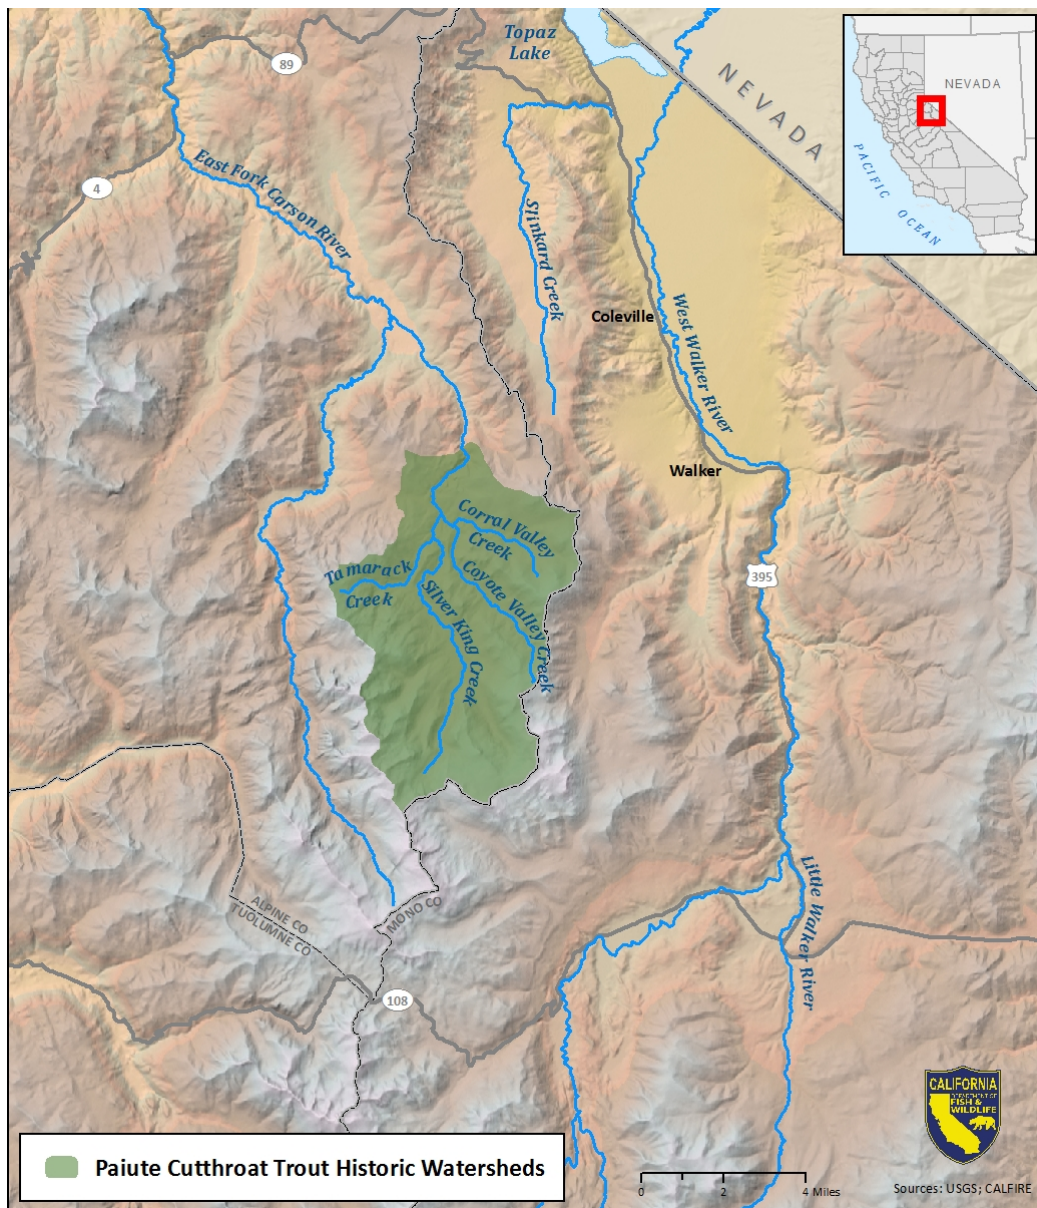 Topaz
Lake
89
NEVADA
NEVADA
PACIFIC OCEAN
4
East Fork Carson River
Slinkard Creek
Coleville
West Walker River
Walker
Corral Valley
Creek
Tamarack
Creek
Coyote Valley Creek
Silver King Creek
395
Little Walker River
ALPINE CO
TUOLUMNE CO
MONO CO
108
CALIFORNIA
DEPARTMENT OF
FISH &
WILDLIFE
Paiute Cutthroat Trout Historic Watersheds
0 2 4 Miles
Sources: USGS; CALFIRE